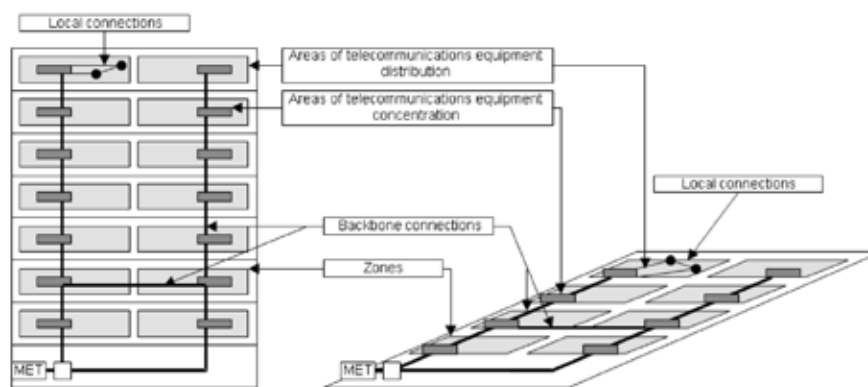 Local connections
Areas of telecommunications equipment
distribution
Areas of telecommunications equipment
concentration
Local connections
Backbone connections
Zones
MET
MET